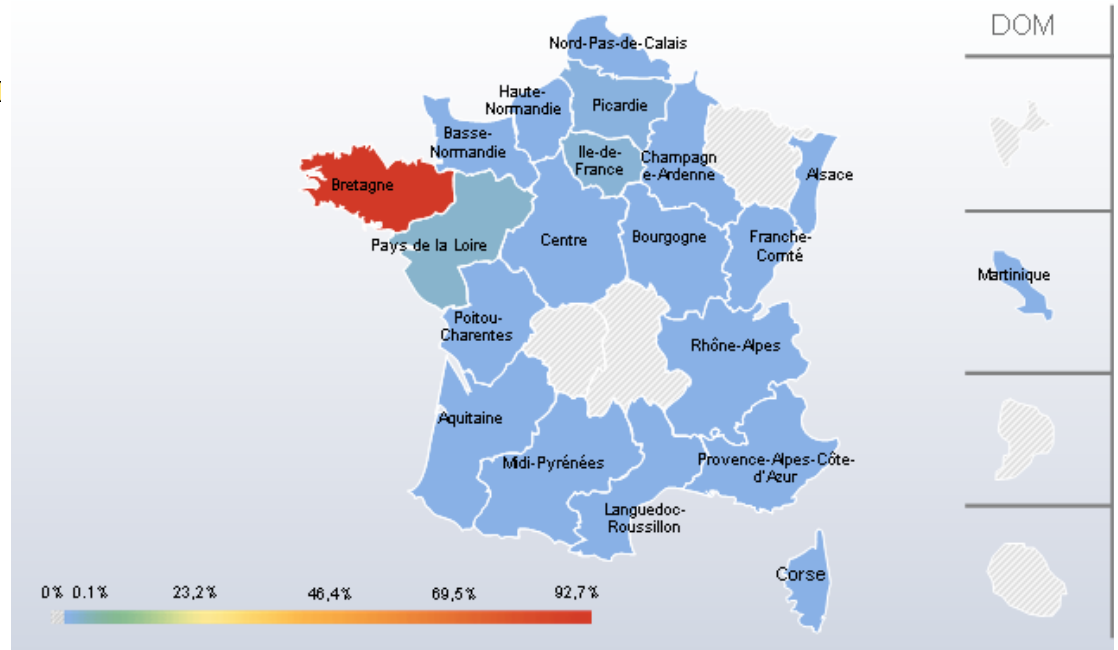 DOM
Nord-Pas-de-Calais
Haute-
Normandie
Picardie
Basse-
Normandie
Ile-de-
France
Champagn
e-Ardenne
Alsace
Bretagne
Pays de la Loire
Centre
Bourgogne
Franche-
Comté
Martinique
Poitou-
Charentes
Rhône-Alpes
Aquitaine
Midi-Pyrénées
Provence-Alpes-Côte-
d'Azur
Languedoc-
Roussillon
Corse
0% 0.1% 23,2% 46,4% 69,5% 92,7%